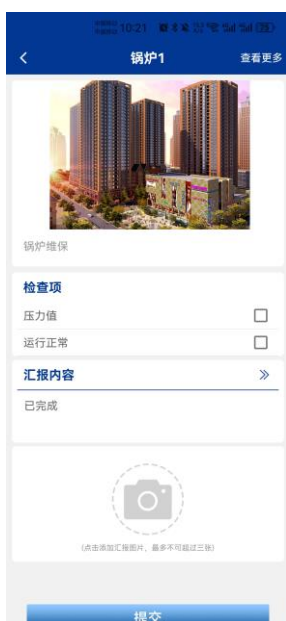 10:21
锅炉1
查看更多
锅炉维保
检查项
压力值
运行正常
汇报内容
已完成
(点击添加汇报图片，最多不可超过三张)
提交